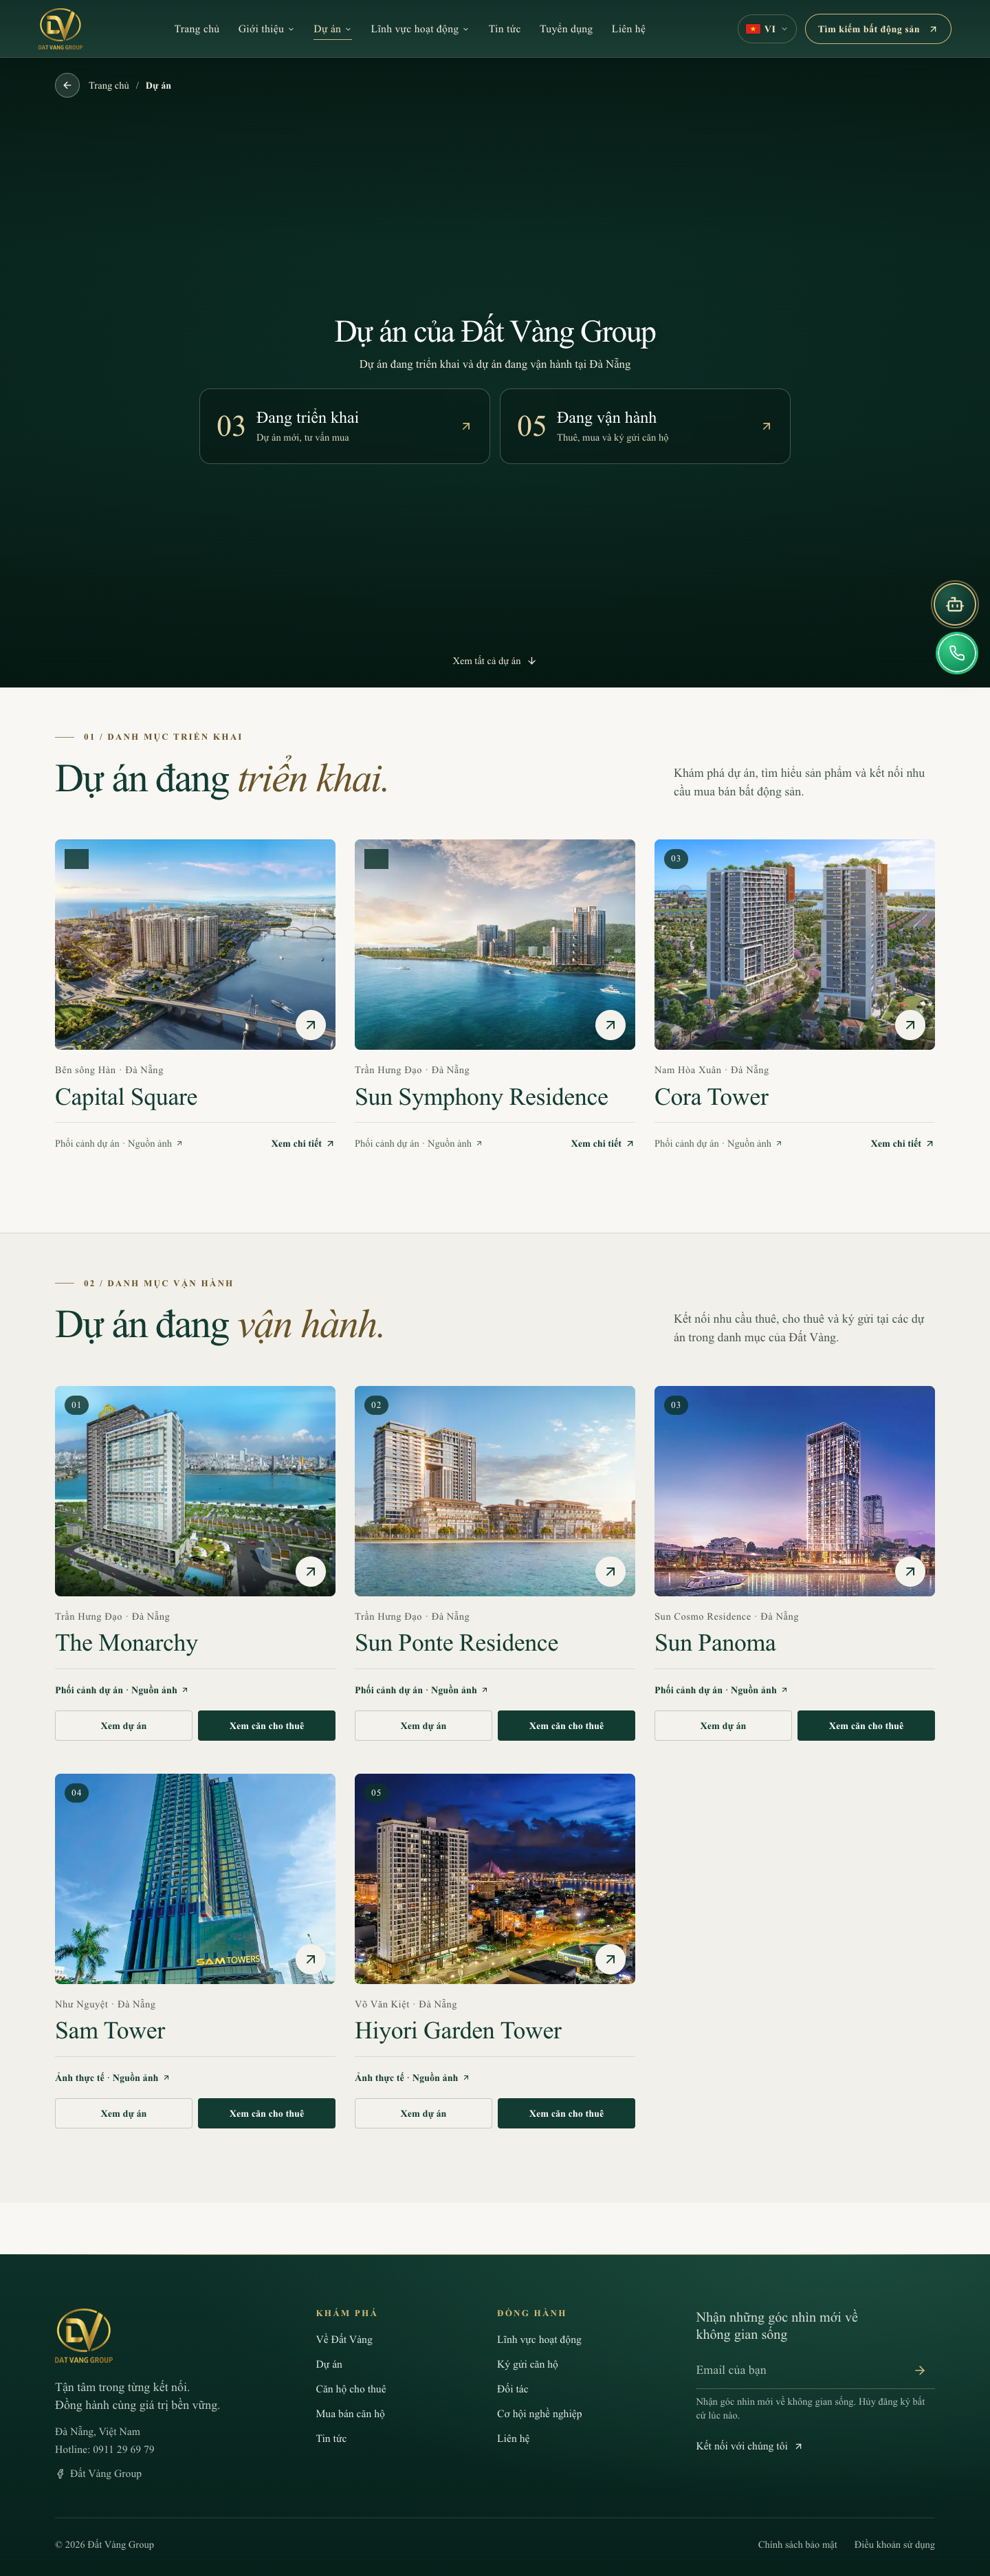 ĐẤT VÀNG GROUP
Trang chủ
Giới thiệu
Dự án
Lĩnh vực hoạt động
Tin tức
Tuyển dụng
Liên hệ
VI
Tìm kiếm bất động sản
Trang chủ / Dự án
Dự án của Đất Vàng Group
Dự án đang triển khai và dự án đang vận hành tại Đà Nẵng
03
Đang triển khai
Dự án mới, tư vấn mua
05
Đang vận hành
Thuê, mua và ký gửi căn hộ
Xem tất cả dự án
01 / DANH MỤC TRIỂN KHAI
Dự án đang triển khai.
Khám phá dự án, tìm hiểu sản phẩm và kết nối nhu
cầu mua bán bất động sản.
03
Bên sông Hàn · Đà Nẵng
Capital Square
Phối cảnh dự án · Nguồn ảnh
Xem chi tiết
Trần Hưng Đạo · Đà Nẵng
Sun Symphony Residence
Phối cảnh dự án · Nguồn ảnh
Xem chi tiết
Nam Hòa Xuân · Đà Nẵng
Cora Tower
Phối cảnh dự án · Nguồn ảnh
Xem chi tiết
02 / DANH MỤC VẬN HÀNH
Dự án đang vận hành.
Kết nối nhu cầu thuê, cho thuê và ký gửi tại các dự
án trong danh mục của Đất Vàng.
01
Trần Hưng Đạo · Đà Nẵng
The Monarchy
Phối cảnh dự án · Nguồn ảnh
Xem dự án
Xem căn cho thuê
02
Trần Hưng Đạo · Đà Nẵng
Sun Ponte Residence
Phối cảnh dự án · Nguồn ảnh
Xem dự án
Xem căn cho thuê
03
Sun Cosmo Residence · Đà Nẵng
Sun Panoma
Phối cảnh dự án · Nguồn ảnh
Xem dự án
Xem căn cho thuê
04
SAMTOWERS
Như Nguyệt · Đà Nẵng
Sam Tower
Ảnh thực tế · Nguồn ảnh
Xem dự án
Xem căn cho thuê
05
Võ Văn Kiệt · Đà Nẵng
Hiyori Garden Tower
Ảnh thực tế · Nguồn ảnh
Xem dự án
Xem căn cho thuê
ĐẤT VÀNG GROUP
Tận tâm trong từng kết nối.
Đồng hành cùng giá trị bền vững.
Đà Nẵng, Việt Nam
Hotline: 0911 29 69 79
Đất Vàng Group
KHÁM PHÁ
Về Đất Vàng
Dự án
Căn hộ cho thuê
Mua bán căn hộ
Tin tức
ĐỒNG HÀNH
Lĩnh vực hoạt động
Ký gửi căn hộ
Đối tác
Cơ hội nghề nghiệp
Liên hệ
Nhận những góc nhìn mới về
không gian sống
Email của bạn
Nhận góc nhìn mới về không gian sống. Hủy đăng ký bất
cứ lúc nào.
Kết nối với chúng tôi
© 2026 Đất Vàng Group
Chính sách bảo mật
Điều khoản sử dụng